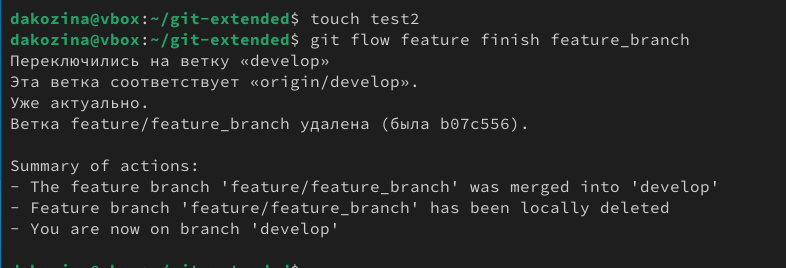 dakozina@vbox:~/git-extended$ touch test2
dakozina@vbox:~/git-extended$ git flow feature finish feature_branch
Переключились на ветку «develop»
Эта ветка соответствует «origin/develop».
Уже актуально.
Ветка feature/feature_branch удалена (была b07c556).
Summary of actions:
- The feature branch 'feature/feature_branch' was merged into 'develop'
- Feature branch 'feature/feature_branch' has been locally deleted
- You are now on branch 'develop'